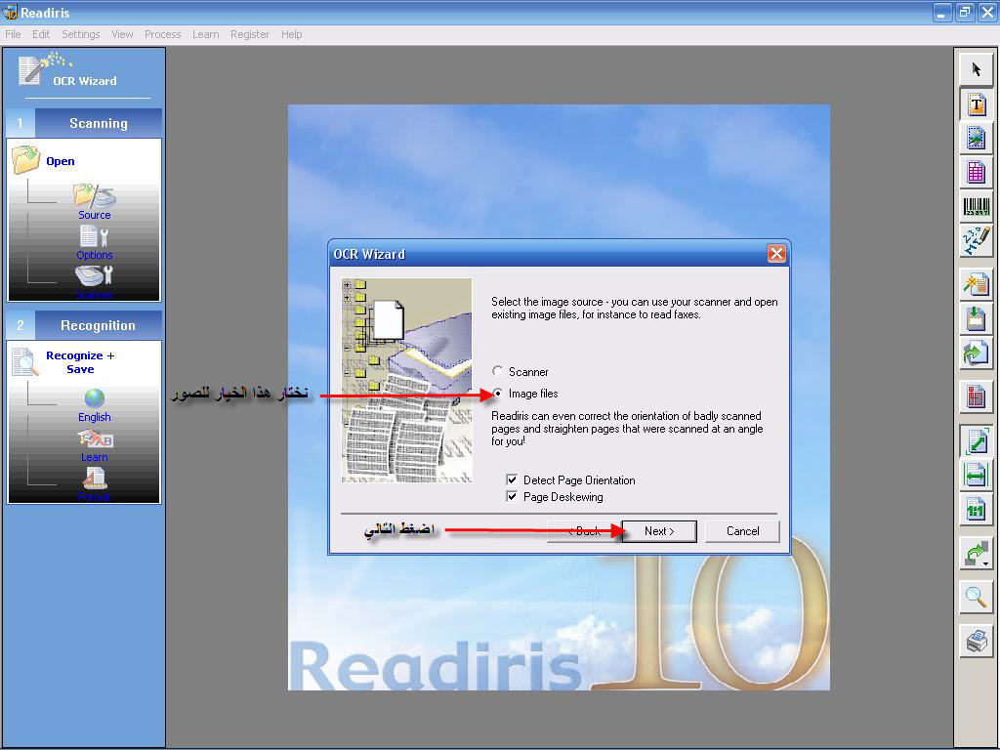 Readiris
File Edit Settings View Process Learn Register Help
OCR Wizard
1 Scanning
Open
Source
Options
Scanner
2 Recognition
Recognize +
Save
English
Learn
Format
OCR Wizard
Select the image source - you can use your scanner and open
existing image files, for instance to read faxes.
Scanner
نختار هذا الخيار للصور
Image files
Readiris can even correct the orientation of badly scanned
pages and straighten pages that were scanned at an angle
for you!
Detect Page Orientation
Page Deskewing
اضغط التالي
< Back Next > Cancel
Readiris 10
T
1:1